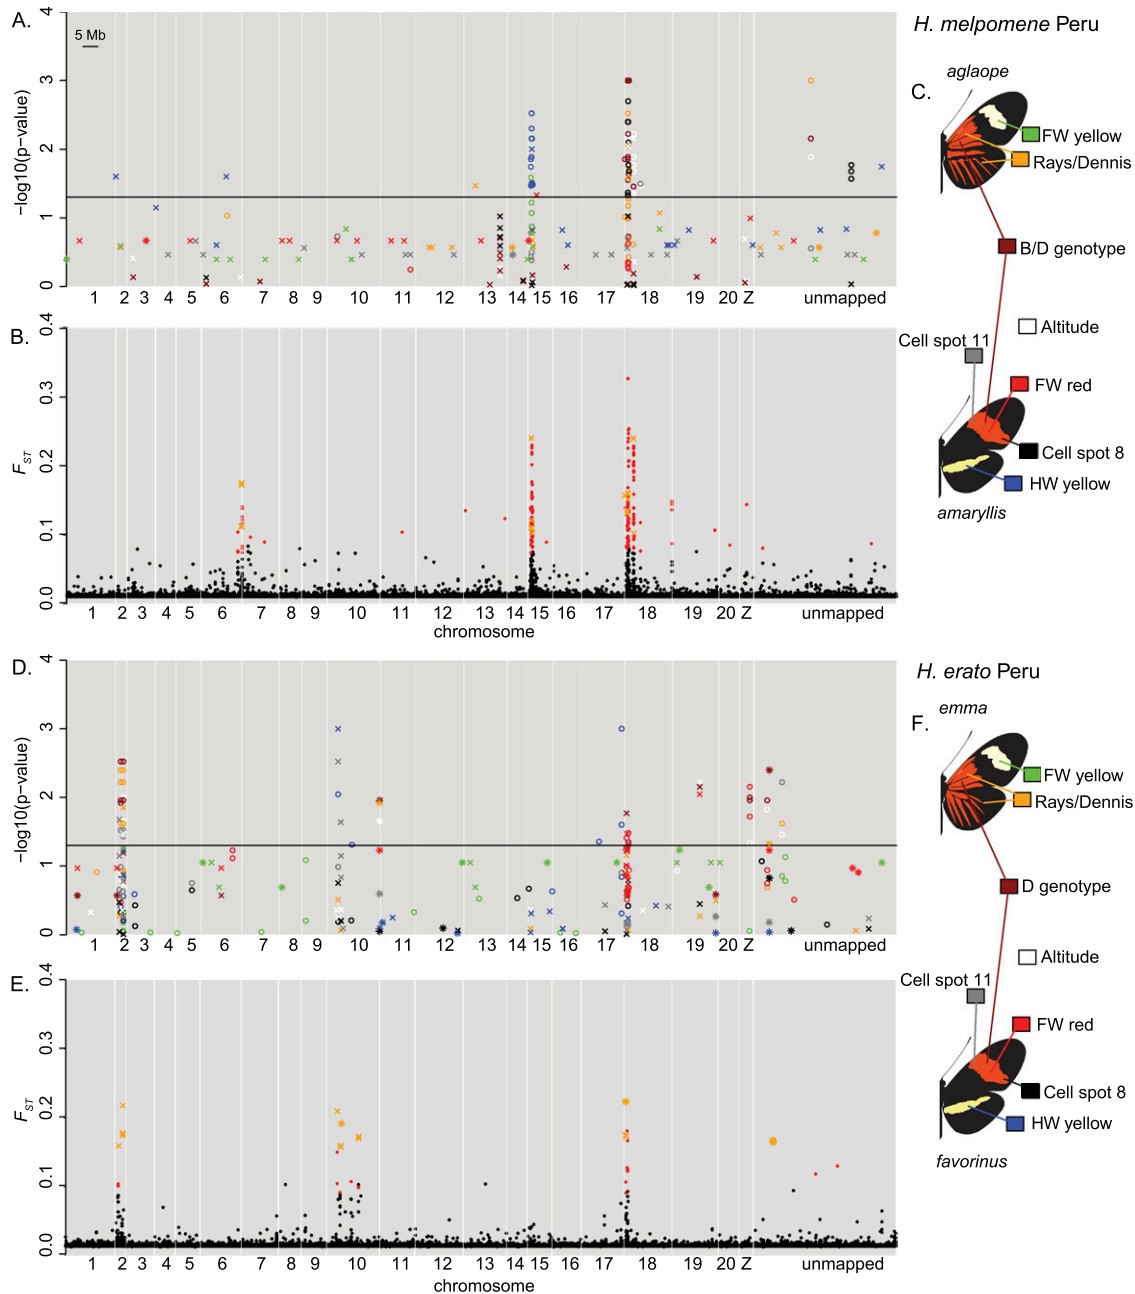 A.
H. melpomene Peru
5 Mb
−log10(p−value)
4
3
2
1
0
1 2 3 4 5 6 7 8 9 10 11 12 13 14 15 16 17 18 19 20 Z unmapped
C.
aglaope
FW yellow
Rays/Dennis
B/D genotype
Altitude
Cell spot 11
FW red
Cell spot 8
HW yellow
amaryllis
B.
FST
0.4
0.3
0.2
0.1
0.0
1 2 3 4 5 6 7 8 9 10 11 12 13 14 15 16 17 18 19 20 Z unmapped
chromosome
D.
H. erato Peru
−log10(p−value)
4
3
2
1
0
1 2 3 4 5 6 7 8 9 10 11 12 13 14 15 16 17 18 19 20 Z unmapped
F.
emma
FW yellow
Rays/Dennis
D genotype
Altitude
Cell spot 11
FW red
Cell spot 8
HW yellow
favorinus
E.
FST
0.4
0.3
0.2
0.1
0.0
1 2 3 4 5 6 7 8 9 10 11 12 13 14 15 16 17 18 19 20 Z unmapped
chromosome